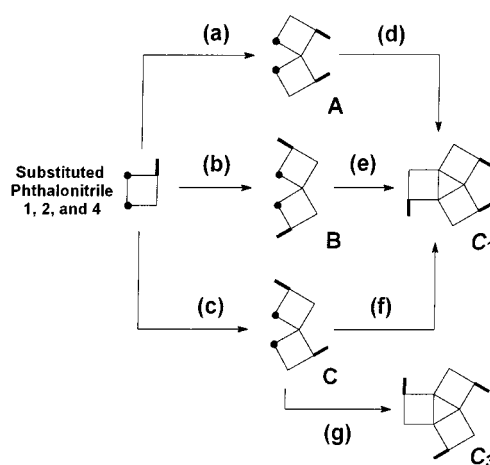 (a)
(d)
A
Substituted
Phthalonitrile
1, 2, and 4
(b)
(e)
B
(c)
(f)
C
(g)